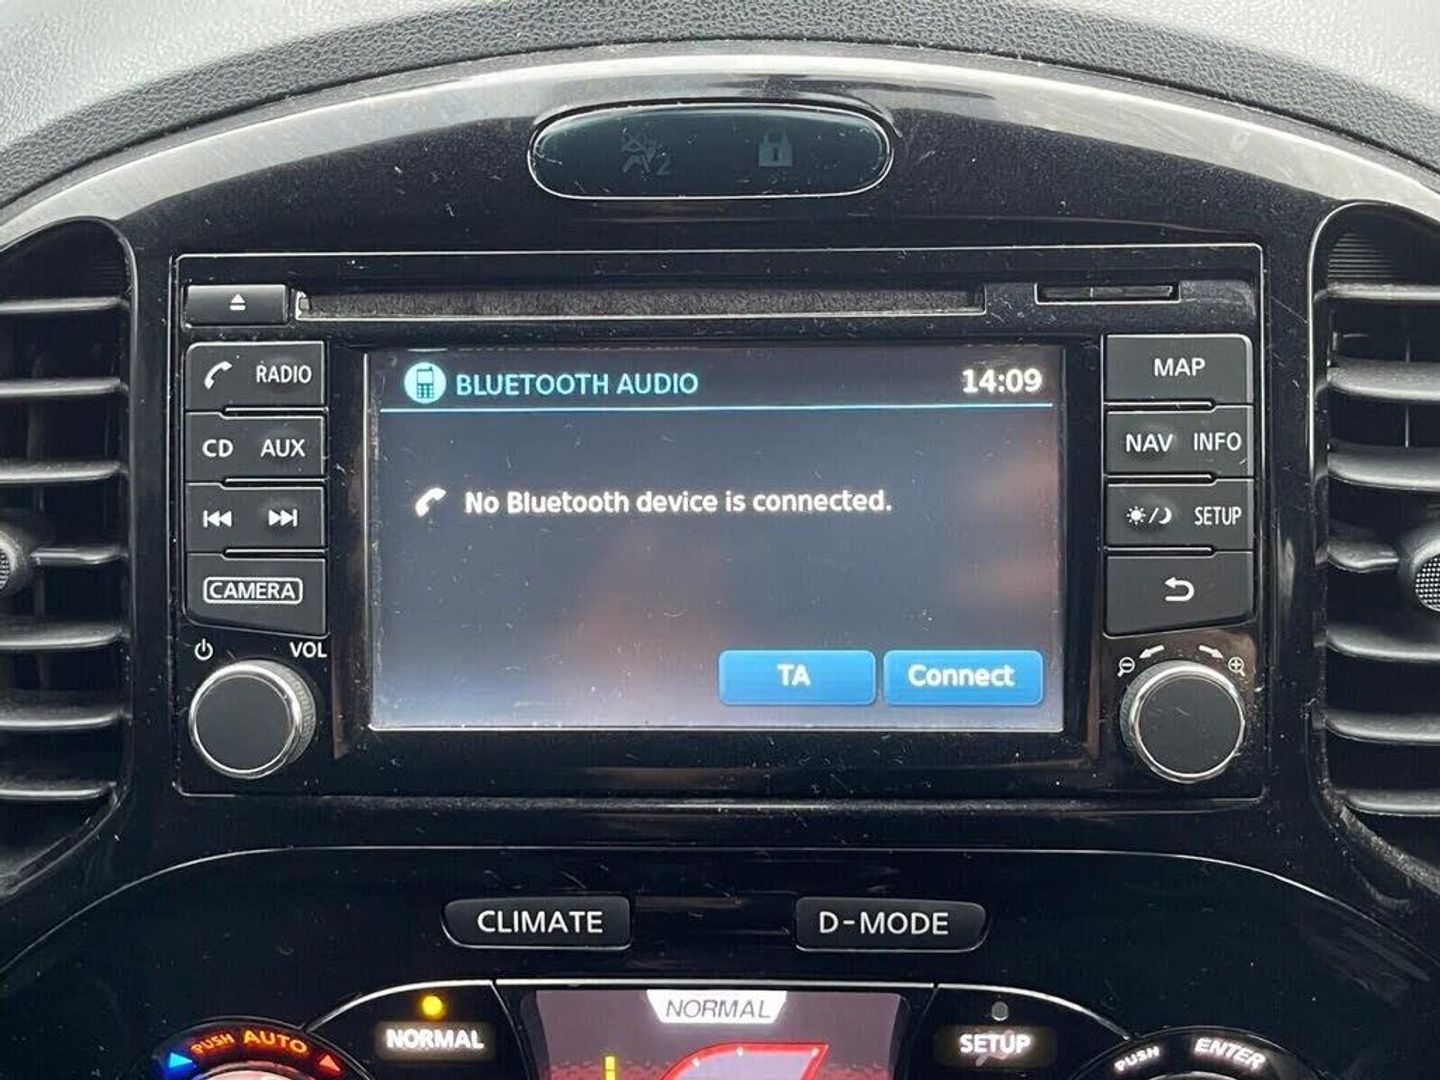 2
RADIO
CD AUX
CAMERA
VOL
BLUETOOTH AUDIO 14:09
No Bluetooth device is connected.
TA Connect
MAP
NAV INFO
SETUP
CLIMATE D-MODE
PUSH AUTO
NORMAL
NORMAL
SETUP
PUSH ENTER